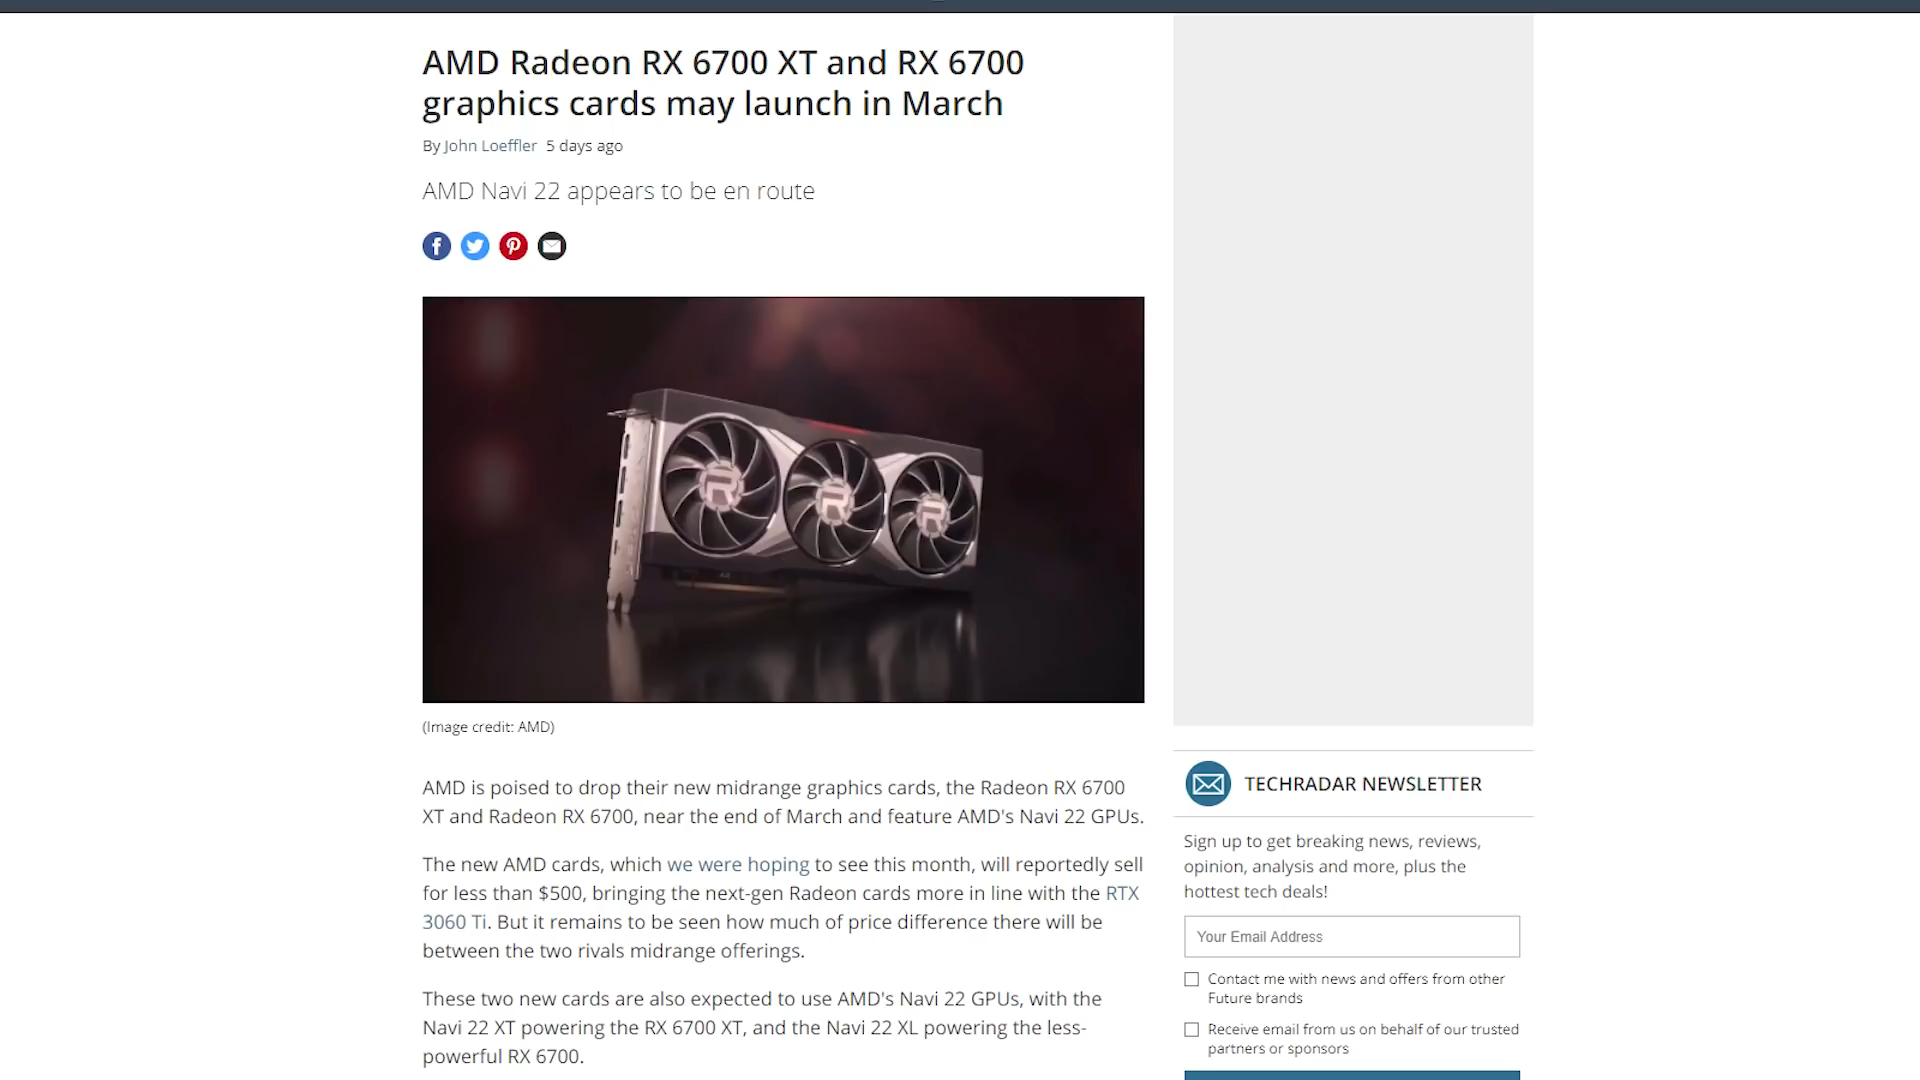 AMD Radeon RX 6700 XT and RX 6700
graphics cards may launch in March
By John Loeffler 5 days ago
AMD Navi 22 appears to be en route
(Image credit: AMD)
AMD is poised to drop their new midrange graphics cards, the Radeon RX 6700
XT and Radeon RX 6700, near the end of March and feature AMD's Navi 22 GPUs.
The new AMD cards, which we were hoping to see this month, will reportedly sell
for less than $500, bringing the next-gen Radeon cards more in line with the RTX
3060 Ti. But it remains to be seen how much of price difference there will be
between the two rivals midrange offerings.
These two new cards are also expected to use AMD's Navi 22 GPUs, with the
Navi 22 XT powering the RX 6700 XT, and the Navi 22 XL powering the less-
powerful RX 6700.
TECHRADAR NEWSLETTER
Sign up to get breaking news, reviews,
opinion, analysis and more, plus the
hottest tech deals!
Your Email Address
Contact me with news and offers from other
Future brands
Receive email from us on behalf of our trusted
partners or sponsors